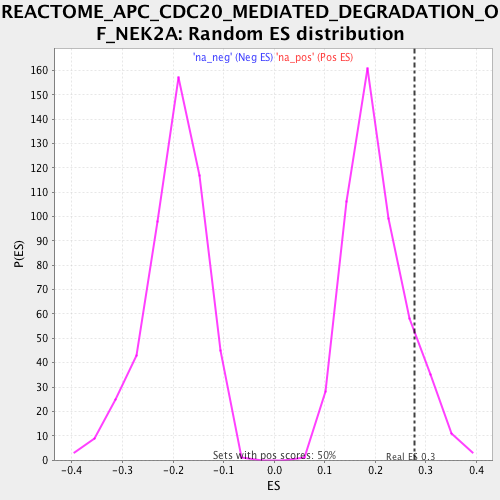 REACTOME_APC_CDC20_MEDIATED_DEGRADATION_O
F_NEK2A: Random ES distribution
'na_neg' (Neg ES) 'na_pos' (Pos ES)
160
150
140
130
120
110
100
90
80
70
60
50
40
30
20
10
0
P(ES)
Sets with pos scores: 50%
Real ES 0.3
-0.4 -0.3 -0.2 -0.1 0.0 0.1 0.2 0.3 0.4
ES